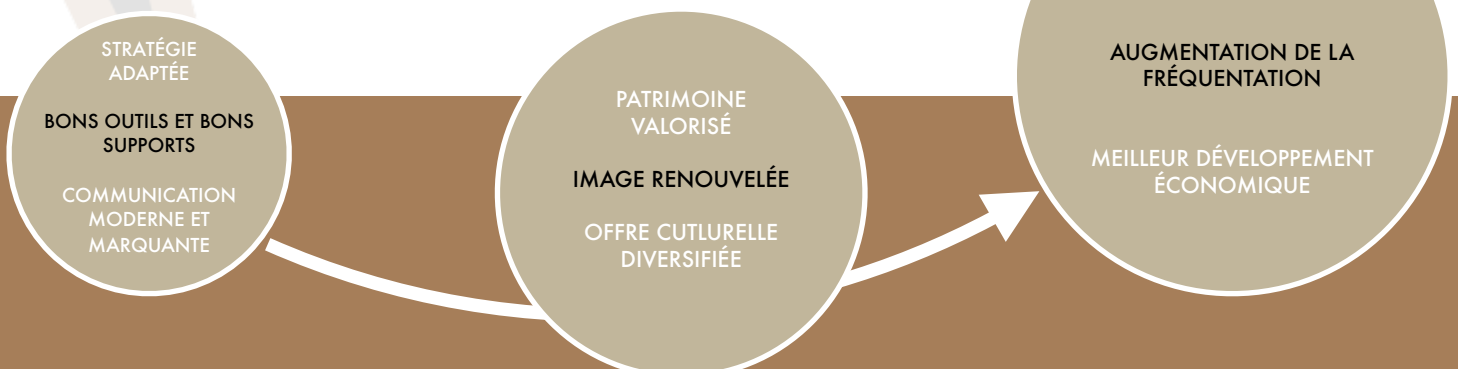 STRATÉGIE
ADAPTÉE
BONS OUTILS ET BONS
SUPPORTS
COMMUNICATION
MODERNE ET
MARQUANTE
PATRIMOINE
VALORISÉ
IMAGE RENOUVELÉE
OFFRE CUTLURELLE
DIVERSIFIÉE
AUGMENTATION DE LA
FRÉQUENTATION
MEILLEUR DÉVELOPPEMENT
ÉCONOMIQUE